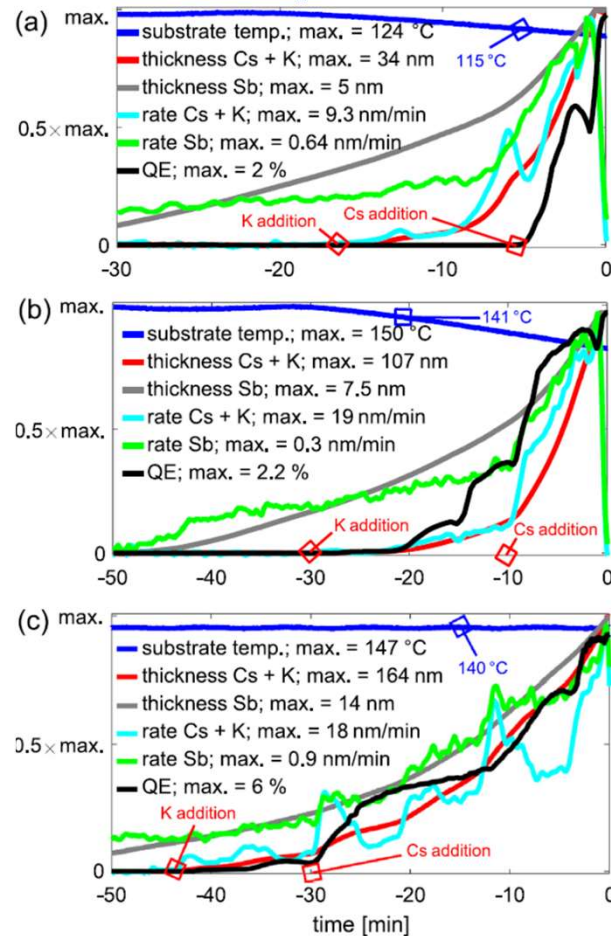 (a)
max.
substrate temp.; max. = 124 °C
thickness Cs + K; max. = 34 nm
115 °C
thickness Sb; max. = 5 nm
rate Cs + K; max. = 9.3 nm/min
0.5×max.
rate Sb; max. = 0.64 nm/min
QE; max. = 2 %
Cs addition
K addition
0
-30 -20 -10 0
(b)
max.
141 °C
substrate temp.; max. = 150 °C
thickness Cs + K; max. = 107 nm
thickness Sb; max. = 7.5 nm
rate Cs + K; max. = 19 nm/min
0.5×max.
rate Sb; max. = 0.3 nm/min
QE; max. = 2.2 %
K addition
Cs addition
0
-50 -40 -30 -20 -10 0
(c)
max.
substrate temp.; max. = 147 °C
140 °C
thickness Cs + K; max. = 164 nm
thickness Sb; max. = 14 nm
rate Cs + K; max. = 18 nm/min
0.5×max.
rate Sb; max. = 0.9 nm/min
QE; max. = 6 %
K addition
Cs addition
0
-50 -40 -30 -20 -10 0
time [min]